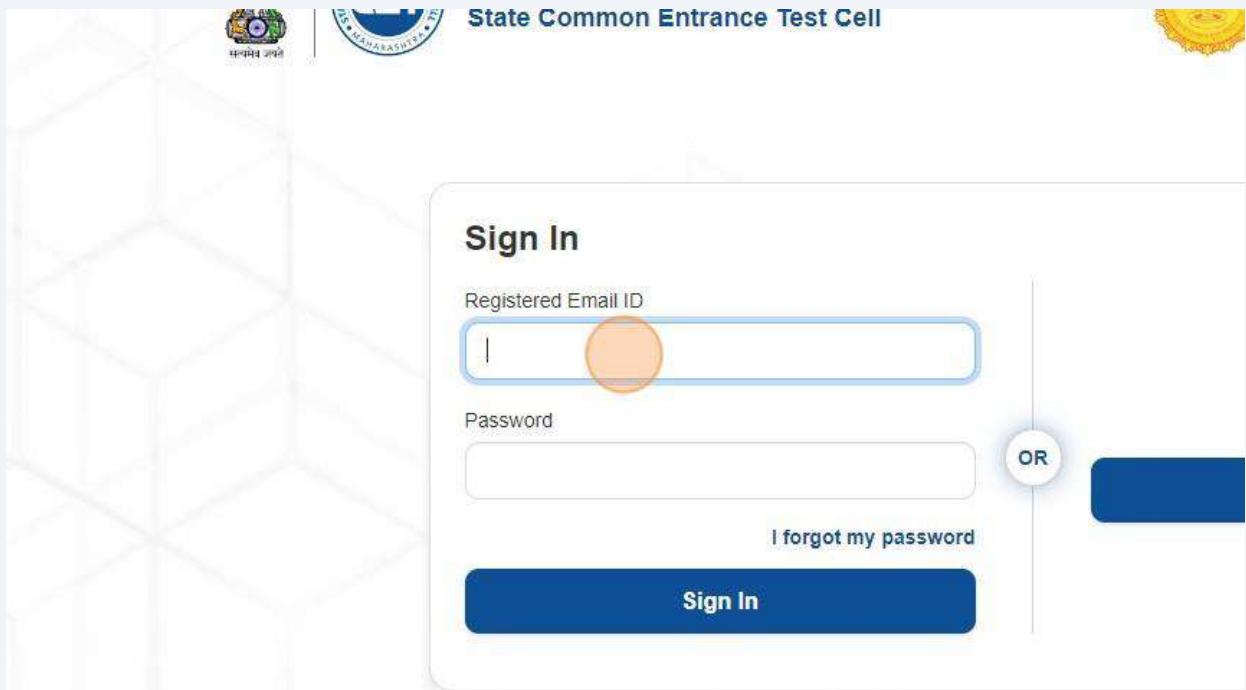 State Common Entrance Test Cell
सत्यमेव जयते
MAHARASHTRA
Sign In
Registered Email ID
Password
OR
I forgot my password
Sign In